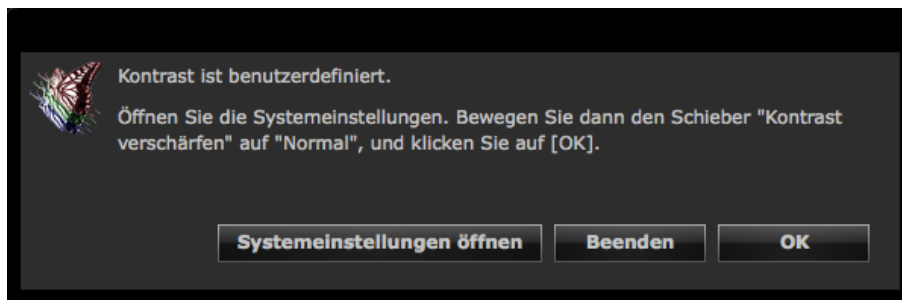 Kontrast ist benutzerdefiniert.
Öffnen Sie die Systemeinstellungen. Bewegen Sie dann den Schieber "Kontrast
verschärfen" auf "Normal", und klicken Sie auf [OK].
Systemeinstellungen öffnen Beenden OK